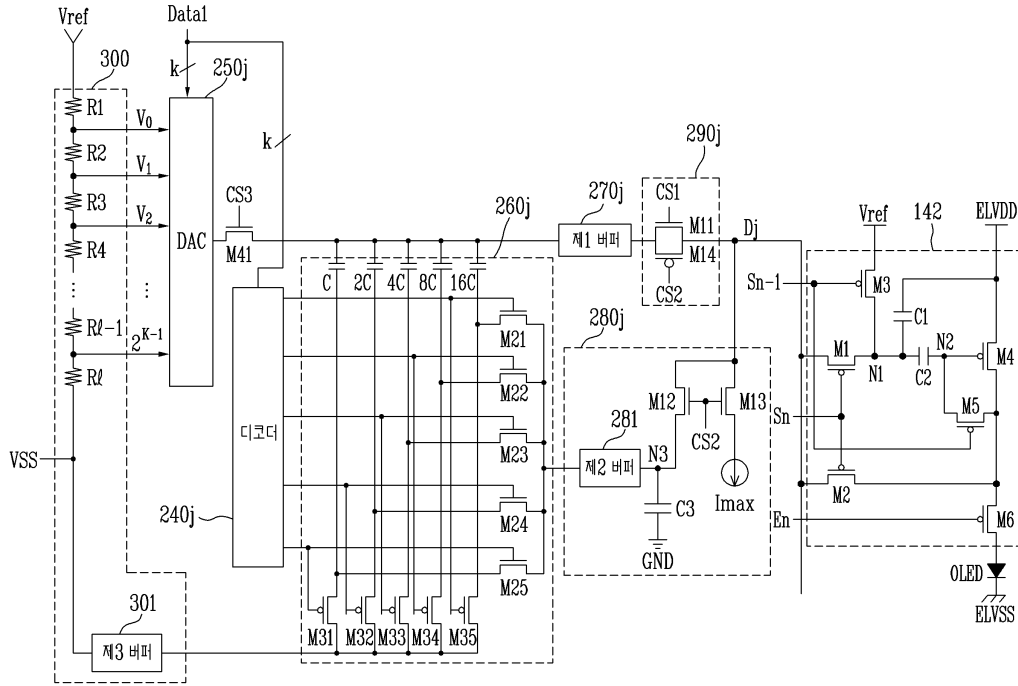 Vref
Data1
300
k
250j
R1
V0
R2
V1
k
R3
V2
R4
CS3
DAC
M41
...
...
Rℓ-1
2^K-1
Rℓ
VSS
디코더
240j
301
제3 버퍼
260j
C
2C
4C
8C
16C
M21
M22
M23
M24
M25
M31
M32
M33
M34
M35
270j
제1 버퍼
290j
CS1
M11
M14
CS2
Dj
280j
M12
M13
CS2
281
제2 버퍼
N3
C3
GND
Imax
Vref
142
ELVDD
Sn-1
M3
C1
M1
N1
C2
N2
M4
M5
Sn
M2
En
M6
OLED
ELVSS